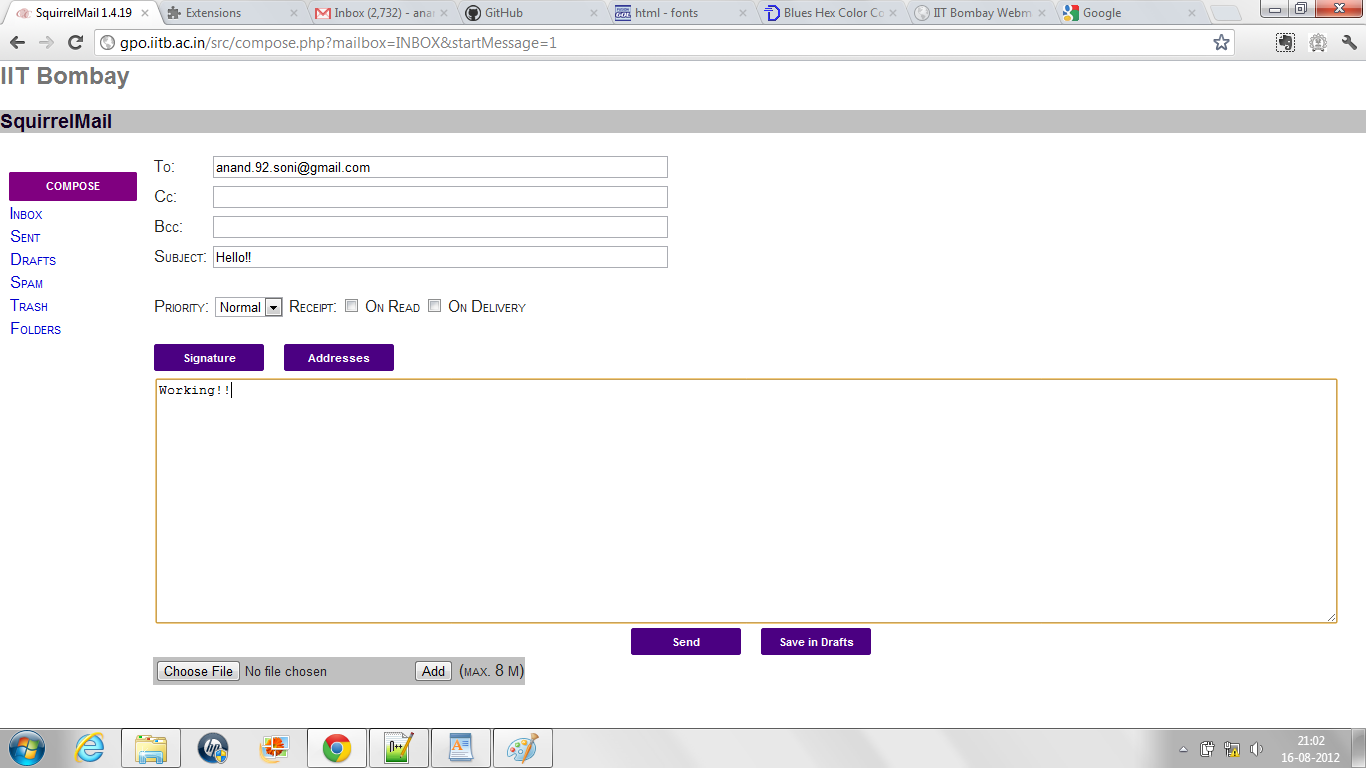 SquirrelMail 1.4.19
Extensions
Inbox (2,732) - ana
GitHub
html - fonts
Blues Hex Color Co
IIT Bombay Webm
Google
gpo.iitb.ac.in/src/compose.php?mailbox=INBOX&startMessage=1
IIT Bombay
SquirrelMail
COMPOSE
Inbox
Sent
Drafts
Spam
Trash
Folders
To: anand.92.soni@gmail.com
Cc:
Bcc:
Subject: Hello!!
Priority: Normal Receipt: On Read On Delivery
Signature Addresses
Working!!
Send Save in Drafts
Choose File No file chosen Add (max. 8 M)
21:02
16-08-2012